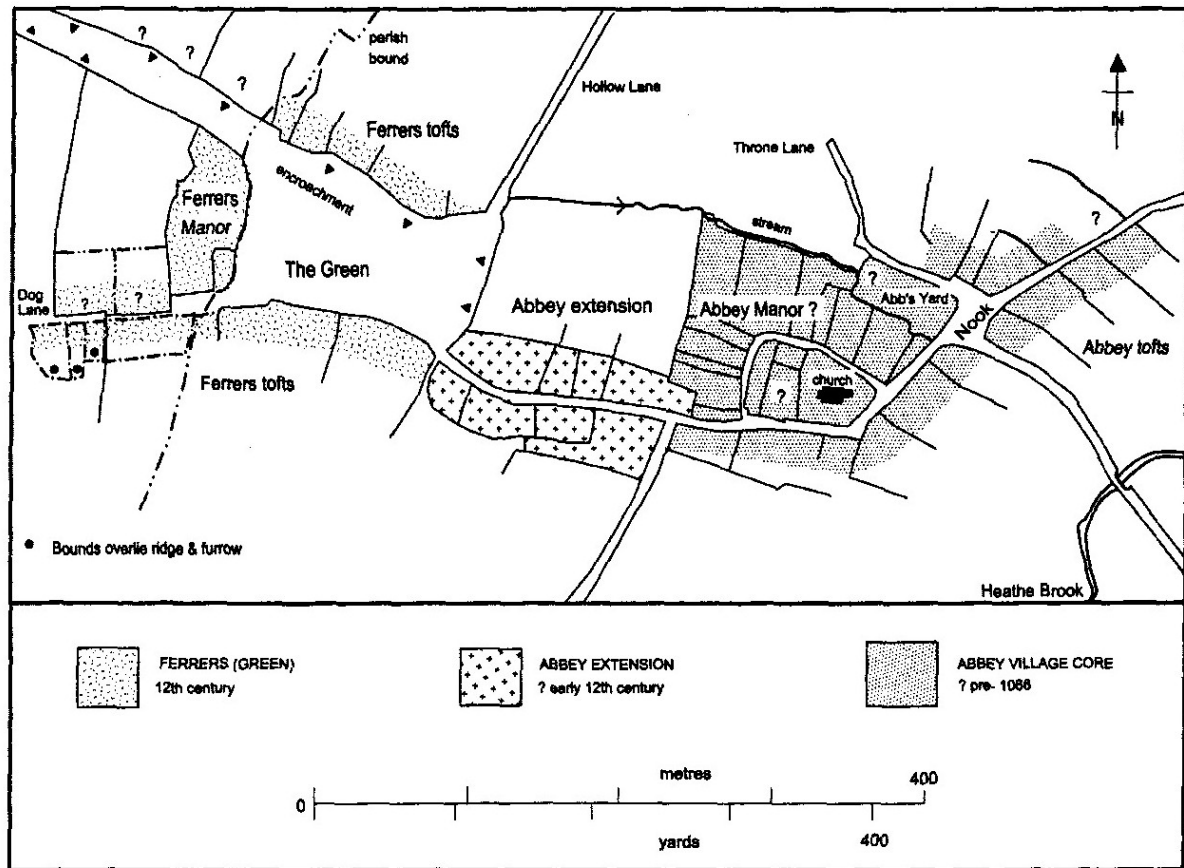 ?
?
?
parish
bound
Hollow Lane
N
Ferrers tofts
Throne Lane
encroachment
Ferrers
Manor
?
stream
The Green
?
Dog
Lane
?
?
Abbey extension
Abbey Manor ?
Abb's Yard
Nook
Abbey tofts
Ferrers tofts
church
?
Bounds overlie ridge & furrow
Heathe Brook
FERRERS (GREEN)
12th century
ABBEY EXTENSION
? early 12th century
ABBEY VILLAGE CORE
? pre- 1066
metres
400
0
yards
400